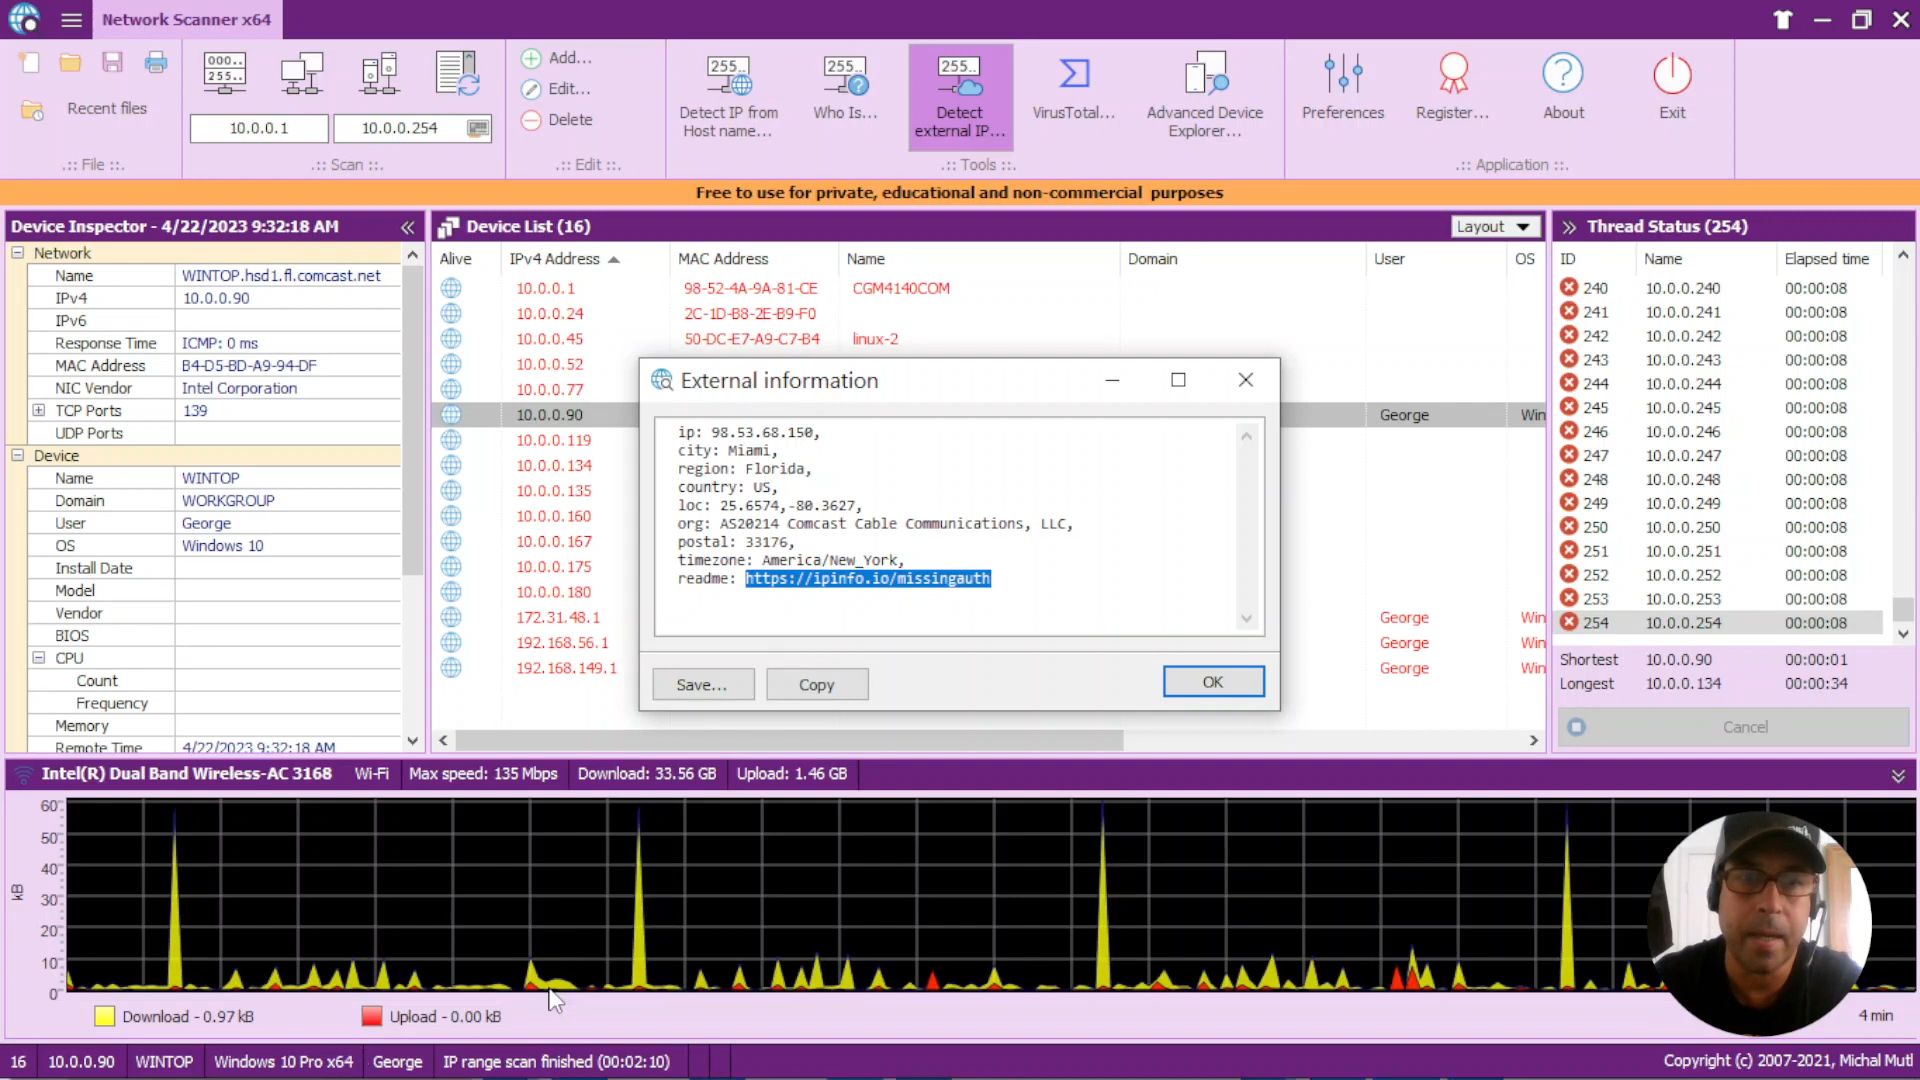 Network Scanner x64
Recent files
.:: File ::.
000..
255..
10.0.0.1
10.0.0.254
.:: Scan ::.
Add...
Edit...
Delete
.:: Edit ::.
255..
Detect IP from
Host name...
255..
Who Is...
255..
Detect
external IP...
VirusTotal...
Advanced Device
Explorer...
.:: Tools ::.
Preferences
Register...
About
Exit
.:: Application ::.
Free to use for private, educational and non-commercial purposes
Device Inspector - 4/22/2023 9:32:18 AM
Network
Name WINTOP.hsd1.fl.comcast.net
IPv4 10.0.0.90
IPv6
Response Time ICMP: 0 ms
MAC Address B4-D5-BD-A9-94-DF
NIC Vendor Intel Corporation
TCP Ports 139
UDP Ports
Device
Name WINTOP
Domain WORKGROUP
User George
OS Windows 10
Install Date
Model
Vendor
BIOS
CPU
Count
Frequency
Memory
Remote Time 4/22/2023 9:32:18 AM
Device List (16)
Layout
Alive IPv4 Address MAC Address Name Domain User OS
10.0.0.1 98-52-4A-9A-81-CE CGM4140COM
10.0.0.24 2C-1D-B8-2E-B9-F0
10.0.0.45 50-DC-E7-A9-C7-B4 linux-2
10.0.0.52
10.0.0.77
10.0.0.90 George Win
10.0.0.119
10.0.0.134
10.0.0.135
10.0.0.160
10.0.0.167
10.0.0.175
10.0.0.180
172.31.48.1 George Win
192.168.56.1 George Win
192.168.149.1 George Win
External information
ip: 98.53.68.150,
city: Miami,
region: Florida,
country: US,
loc: 25.6574,-80.3627,
org: AS20214 Comcast Cable Communications, LLC,
postal: 33176,
timezone: America/New_York,
readme: https://ipinfo.io/missingauth
Save...
Copy
OK
Thread Status (254)
ID Name Elapsed time
240 10.0.0.240 00:00:08
241 10.0.0.241 00:00:08
242 10.0.0.242 00:00:08
243 10.0.0.243 00:00:08
244 10.0.0.244 00:00:08
245 10.0.0.245 00:00:08
246 10.0.0.246 00:00:08
247 10.0.0.247 00:00:08
248 10.0.0.248 00:00:08
249 10.0.0.249 00:00:08
250 10.0.0.250 00:00:08
251 10.0.0.251 00:00:08
252 10.0.0.252 00:00:08
253 10.0.0.253 00:00:08
254 10.0.0.254 00:00:08
Shortest 10.0.0.90 00:00:01
Longest 10.0.0.134 00:00:34
Cancel
Intel(R) Dual Band Wireless-AC 3168 Wi-Fi Max speed: 135 Mbps Download: 33.56 GB Upload: 1.46 GB
60
50
40
30
20
10
0
kB
Download - 0.97 kB
Upload - 0.00 kB
4 min
16 10.0.0.90 WINTOP Windows 10 Pro x64 George IP range scan finished (00:02:10)
Copyright (c) 2007-2021, Michal Mutl